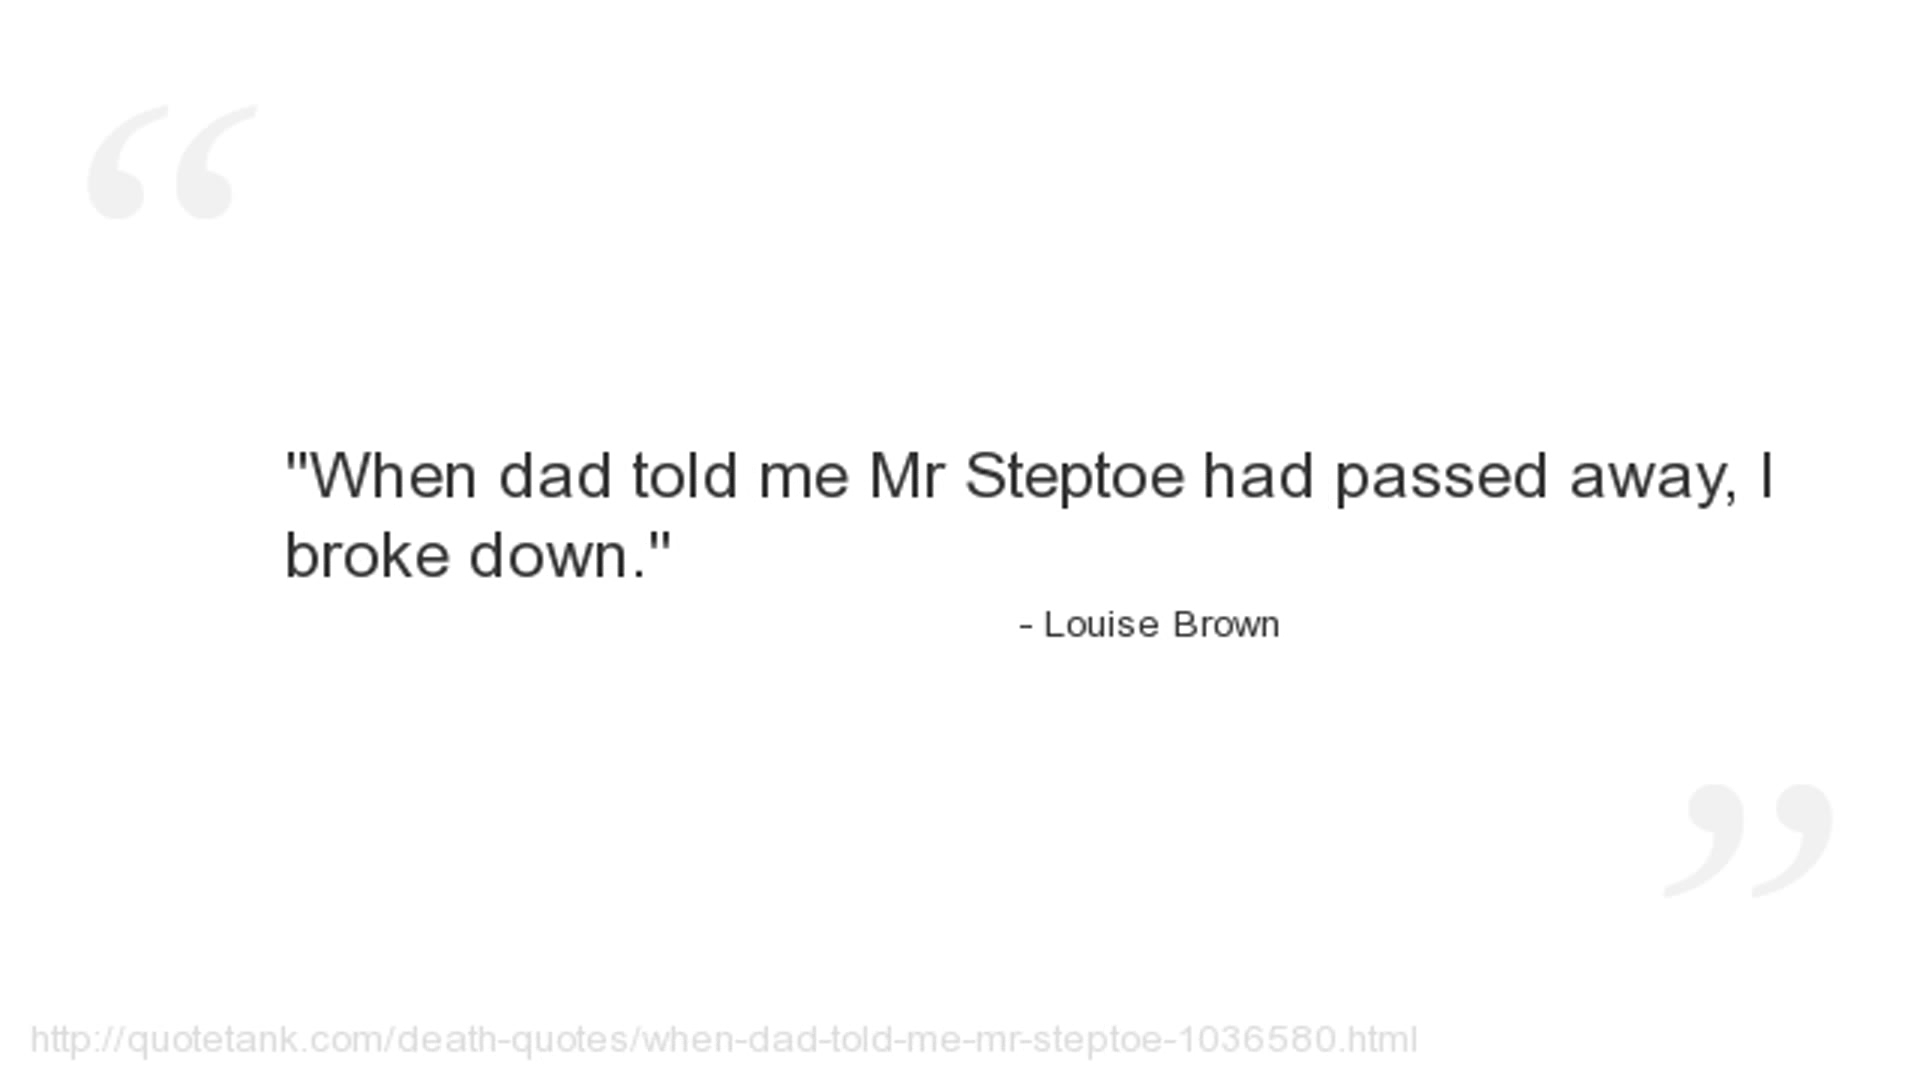 "When dad told me Mr Steptoe had passed away, I
broke down."
- Louise Brown
http://quotetank.com/death-quotes/when-dad-told-me-mr-steptoe-1036580.html